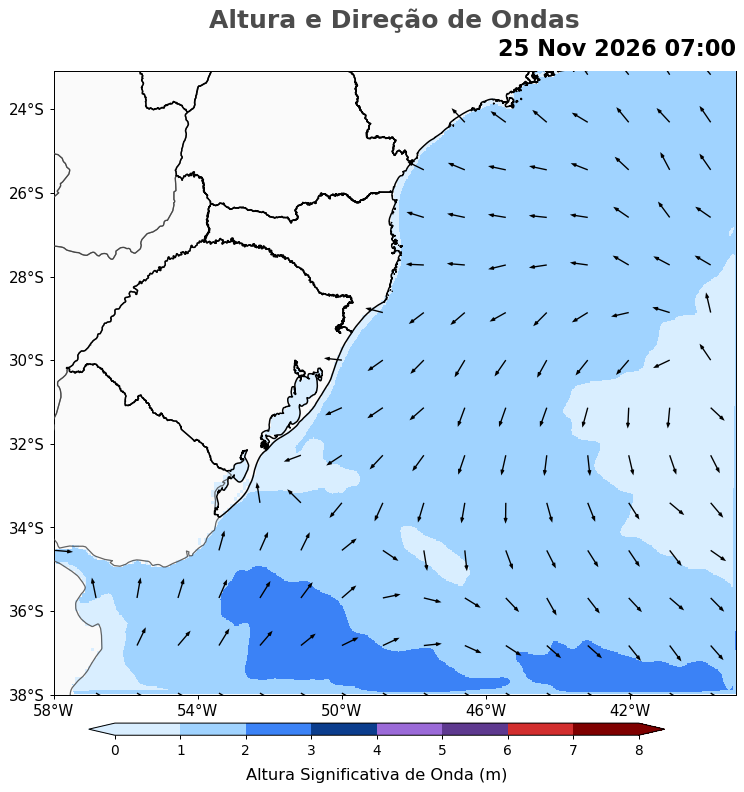 Altura e Direção de Ondas
25 Nov 2026 07:00
24°S
26°S
28°S
30°S
32°S
34°S
36°S
38°S
58°W 54°W 50°W 46°W 42°W
0 1 2 3 4 5 6 7 8
Altura Significativa de Onda (m)